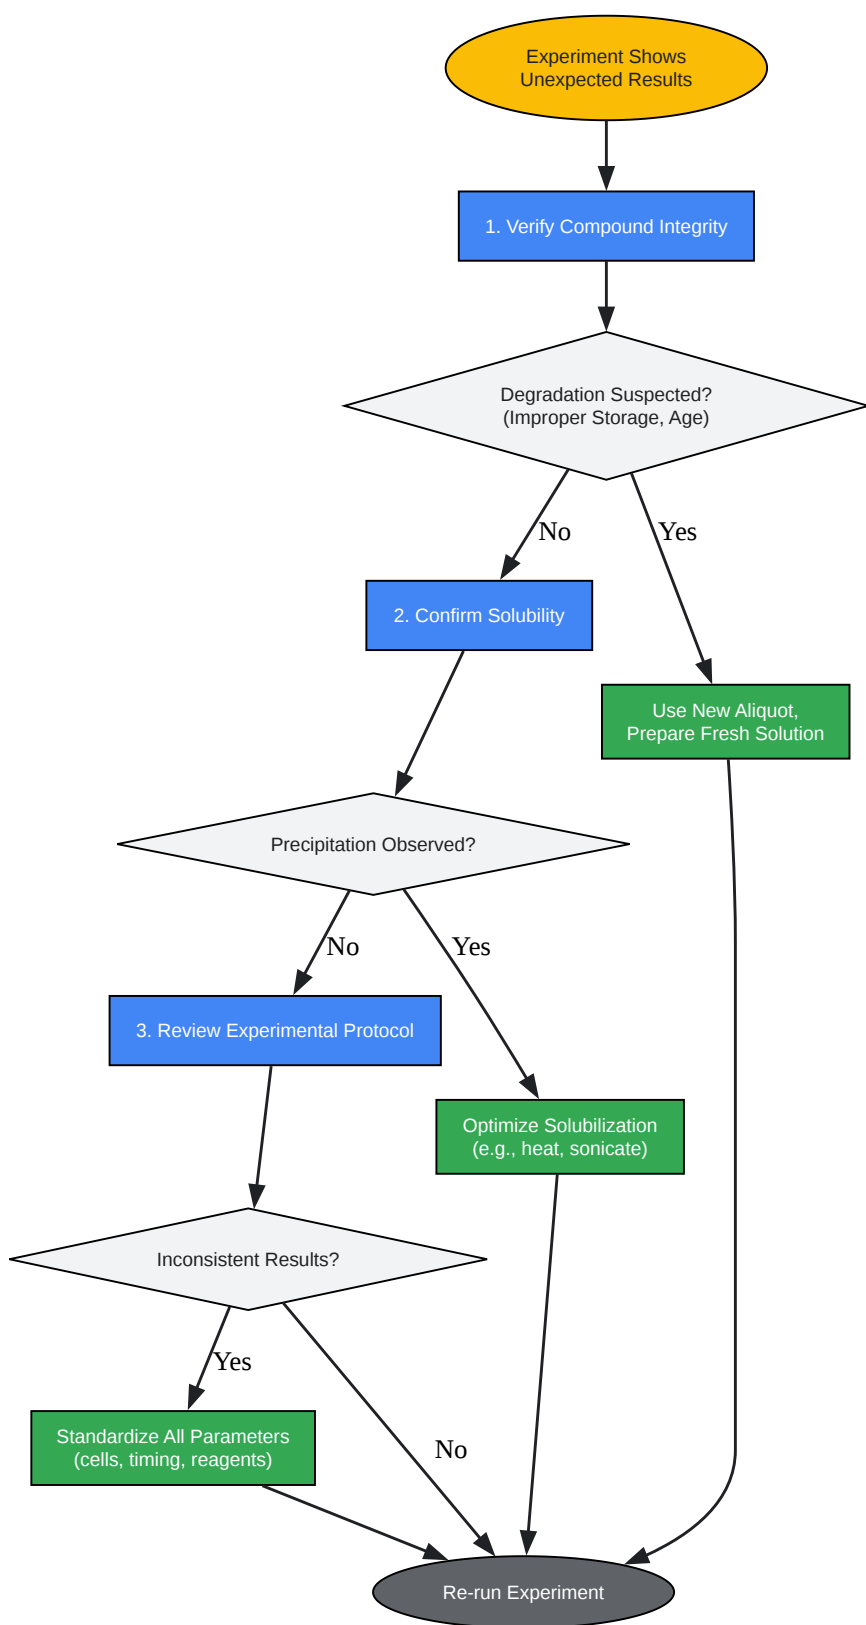 Experiment Shows
Unexpected Results
1. Verify Compound Integrity
Degradation Suspected?
(Improper Storage, Age)
No
Yes
2. Confirm Solubility
Use New Aliquot,
Prepare Fresh Solution
Precipitation Observed?
No
Yes
3. Review Experimental Protocol
Optimize Solubilization
(e.g., heat, sonicate)
Inconsistent Results?
Yes
Standardize All Parameters
(cells, timing, reagents)
No
Re-run Experiment